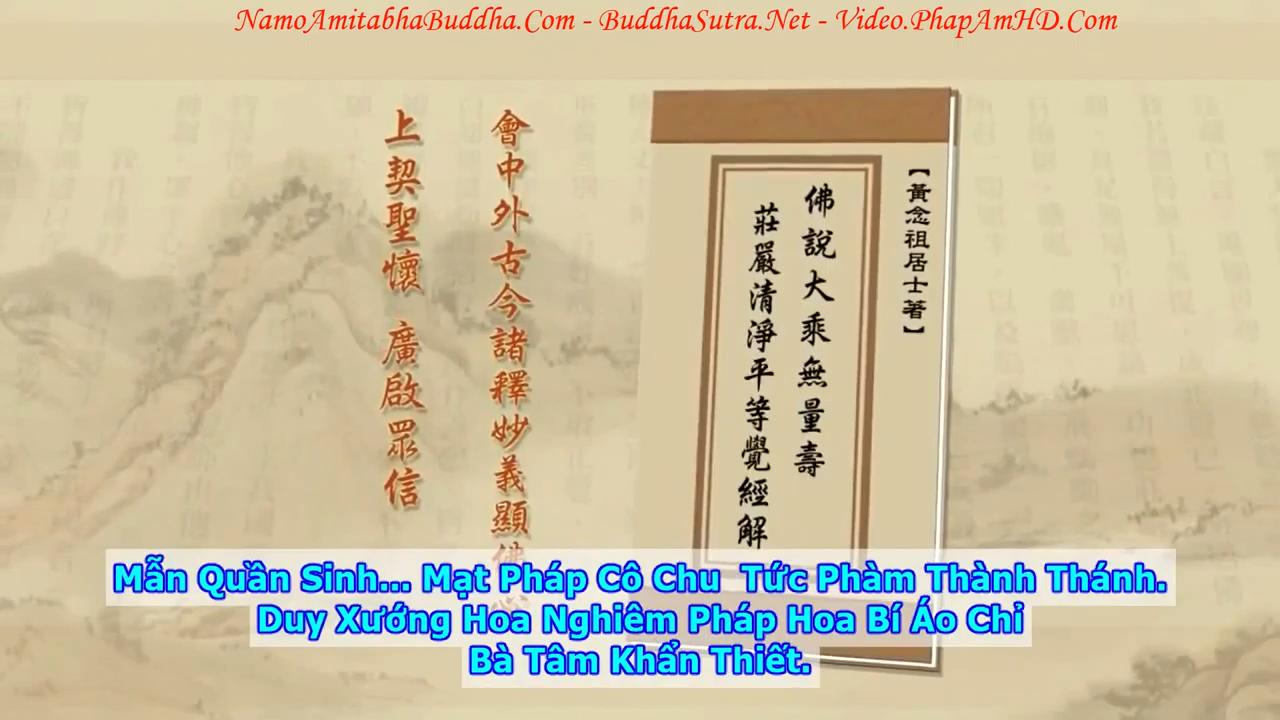 NamoAmitabhaBuddha.Com - BuddhaSutra.Net - Video.PhapAmHD.Com
【黃念祖居士著】
佛說大乘無量壽
莊嚴清淨平等覺經解
會中外古今諸釋妙義顯佛心
上契聖懷 廣啟眾信
Mẫn Quần Sinh... Mạt Pháp Cô Chu Tức Phàm Thành Thánh.
Duy Xướng Hoa Nghiêm Pháp Hoa Bí Áo Chỉ
Bà Tâm Khẩn Thiết.